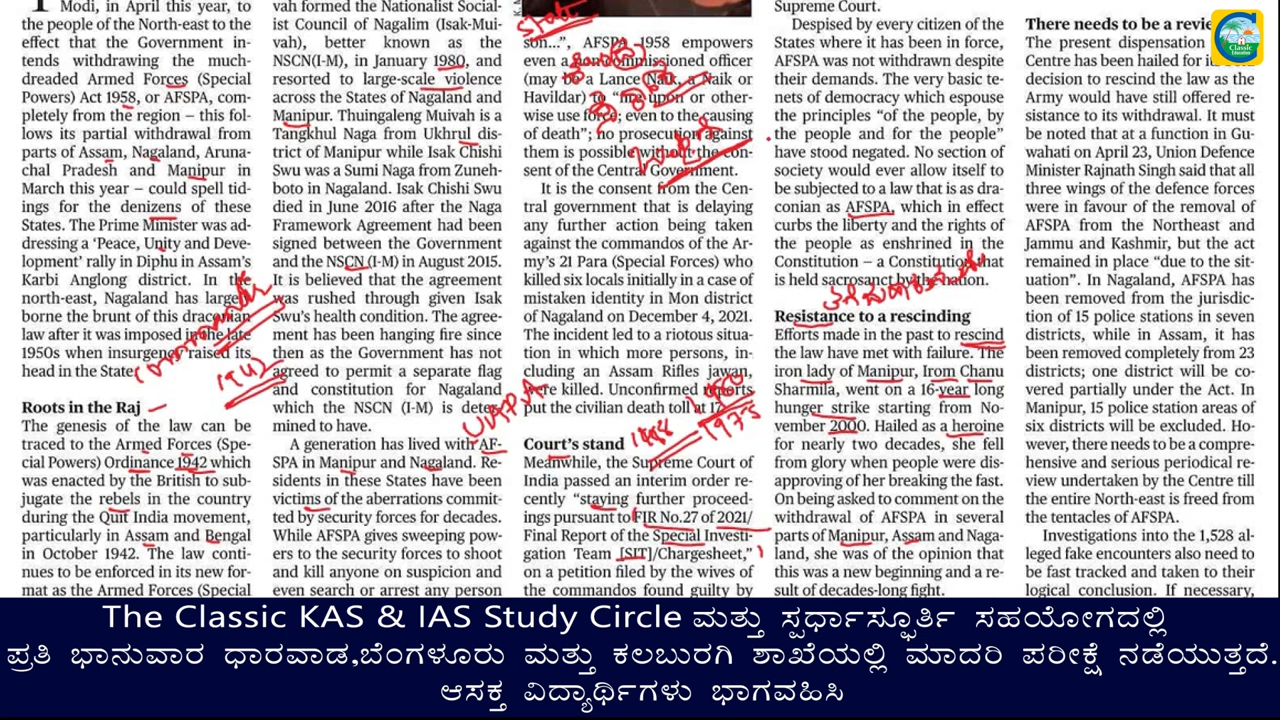 Modi, in April this year, to
the people of the North-east to the
effect that the Government in-
tends withdrawing the much-
dreaded Armed Forces (Special
Powers) Act 1958, or AFSPA, com-
pletely from the region – this fol-
lows its partial withdrawal from
parts of Assam, Nagaland, Aruna-
chal Pradesh and Manipur in
March this year – could spell tid-
ings for the denizens of these
States. The Prime Minister was ad-
dressing a ‘Peace, Unity and Deve-
lopment’ rally in Diphu in Assam’s
Karbi Anglong district. In the
north-east, Nagaland has largely
borne the brunt of this draconian
law after it was imposed in the late
1950s when insurgency raised its
head in the State.
Roots in the Raj
The genesis of the law can be
traced to the Armed Forces (Spe-
cial Powers) Ordinance 1942 which
was enacted by the British to sub-
jugate the rebels in the country
during the Quit India movement,
particularly in Assam and Bengal
in October 1942. The law conti-
nues to be enforced in its new for-
mat as the Armed Forces (Special
vah formed the Nationalist Social-
ist Council of Nagalim (Isak-Mui-
vah), better known as the
NSCN(I-M), in January 1980, and
resorted to large-scale violence
across the States of Nagaland and
Manipur. Thuingaleng Muivah is a
Tangkhul Naga from Ukhrul dis-
trict of Manipur while Isak Chishi
Swu was a Sumi Naga from Zuneh-
boto in Nagaland. Isak Chishi Swu
died in June 2016 after the Naga
Framework Agreement had been
signed between the Government
and the NSCN (I-M) in August 2015.
It is believed that the agreement
was rushed through given Isak
Swu’s health condition. The agree-
ment has been hanging fire since
then as the Government has not
agreed to permit a separate flag
and constitution for Nagaland
which the NSCN (I-M) is deter-
mined to have.
A generation has lived with AF-
SPA in Manipur and Nagaland. Re-
sidents in these States have been
victims of the aberrations commit-
ted by security forces for decades.
While AFSPA gives sweeping pow-
ers to the security forces to shoot
and kill anyone on suspicion and
even search or arrest any person
State
son...”, AFSPA 1958 empowers
even a non-commissioned officer
(may be a Lance Naik, a Naik or
Havildar) to “fire upon or other-
wise use force; even to the causing
of death”; no prosecution against
them is possible without the con-
sent of the Central Government.
It is the consent from the Cen-
tral government that is delaying
any further action being taken
against the commandos of the Ar-
my’s 21 Para (Special Forces) who
killed six locals initially in a case of
mistaken identity in Mon district
of Nagaland on December 4, 2021.
The incident led to a riotous situa-
tion in which more persons, in-
cluding an Assam Rifles jawan,
were killed. Unconfirmed reports
put the civilian death toll at 17.
UAPA
1980
1975
Court’s stand
Meanwhile, the Supreme Court of
India passed an interim order re-
cently “staying further proceed-
ings pursuant to FIR No.27 of 2021/
Final Report of the Special Investi-
gation Team [SIT]/Chargesheet,”
on a petition filed by the wives of
the commandos found guilty by
Supreme Court.
Despised by every citizen of the
States where it has been in force,
AFSPA was not withdrawn despite
their demands. The very basic te-
nets of democracy which espouse
the principles “of the people, by
the people and for the people”
have stood negated. No section of
society would ever allow itself to
be subjected to a law that is as dra-
conian as AFSPA, which in effect
curbs the liberty and the rights of
the people as enshrined in the
Constitution – a Constitution that
is held sacrosanct by the nation.
Resistance to a rescinding
Efforts made in the past to rescind
the law have met with failure. The
iron lady of Manipur, Irom Chanu
Sharmila, went on a 16-year long
hunger strike starting from No-
vember 2000. Hailed as a heroine
for nearly two decades, she fell
from glory when people were dis-
approving of her breaking the fast.
On being asked to comment on the
withdrawal of AFSPA in several
parts of Manipur, Assam and Naga-
land, she was of the opinion that
this was a new beginning and a re-
sult of decades-long fight.
There needs to be a revie
The present dispensation
Centre has been hailed for its
decision to rescind the law as the
Army would have still offered re-
sistance to its withdrawal. It must
be noted that at a function in Gu-
wahati on April 23, Union Defence
Minister Rajnath Singh said that all
three wings of the defence forces
were in favour of the removal of
AFSPA from the Northeast and
Jammu and Kashmir, but the act
remained in place “due to the sit-
uation”. In Nagaland, AFSPA has
been removed from the jurisdic-
tion of 15 police stations in seven
districts, while in Assam, it has
been removed completely from 23
districts; one district will be co-
vered partially under the Act. In
Manipur, 15 police station areas of
six districts will be excluded. Ho-
wever, there needs to be a compre-
hensive and serious periodical re-
view undertaken by the Centre till
the entire North-east is freed from
the tentacles of AFSPA.
Investigations into the 1,528 al-
leged fake encounters also need to
be fast tracked and taken to their
logical conclusion. If necessary,
Classic
Education
The Classic KAS & IAS Study Circle ಮತ್ತು ಸ್ಪರ್ಧಾಸ್ಫೂರ್ತಿ ಸಹಯೋಗದಲ್ಲಿ
ಪ್ರತಿ ಭಾನುವಾರ ಧಾರವಾಡ,ಬೆಂಗಳೂರು ಮತ್ತು ಕಲಬುರಗಿ ಶಾಖೆಯಲ್ಲಿ ಮಾದರಿ ಪರೀಕ್ಷೆ ನಡೆಯುತ್ತದೆ.
ಆಸಕ್ತ ವಿದ್ಯಾರ್ಥಿಗಳು ಭಾಗವಹಿಸಿ